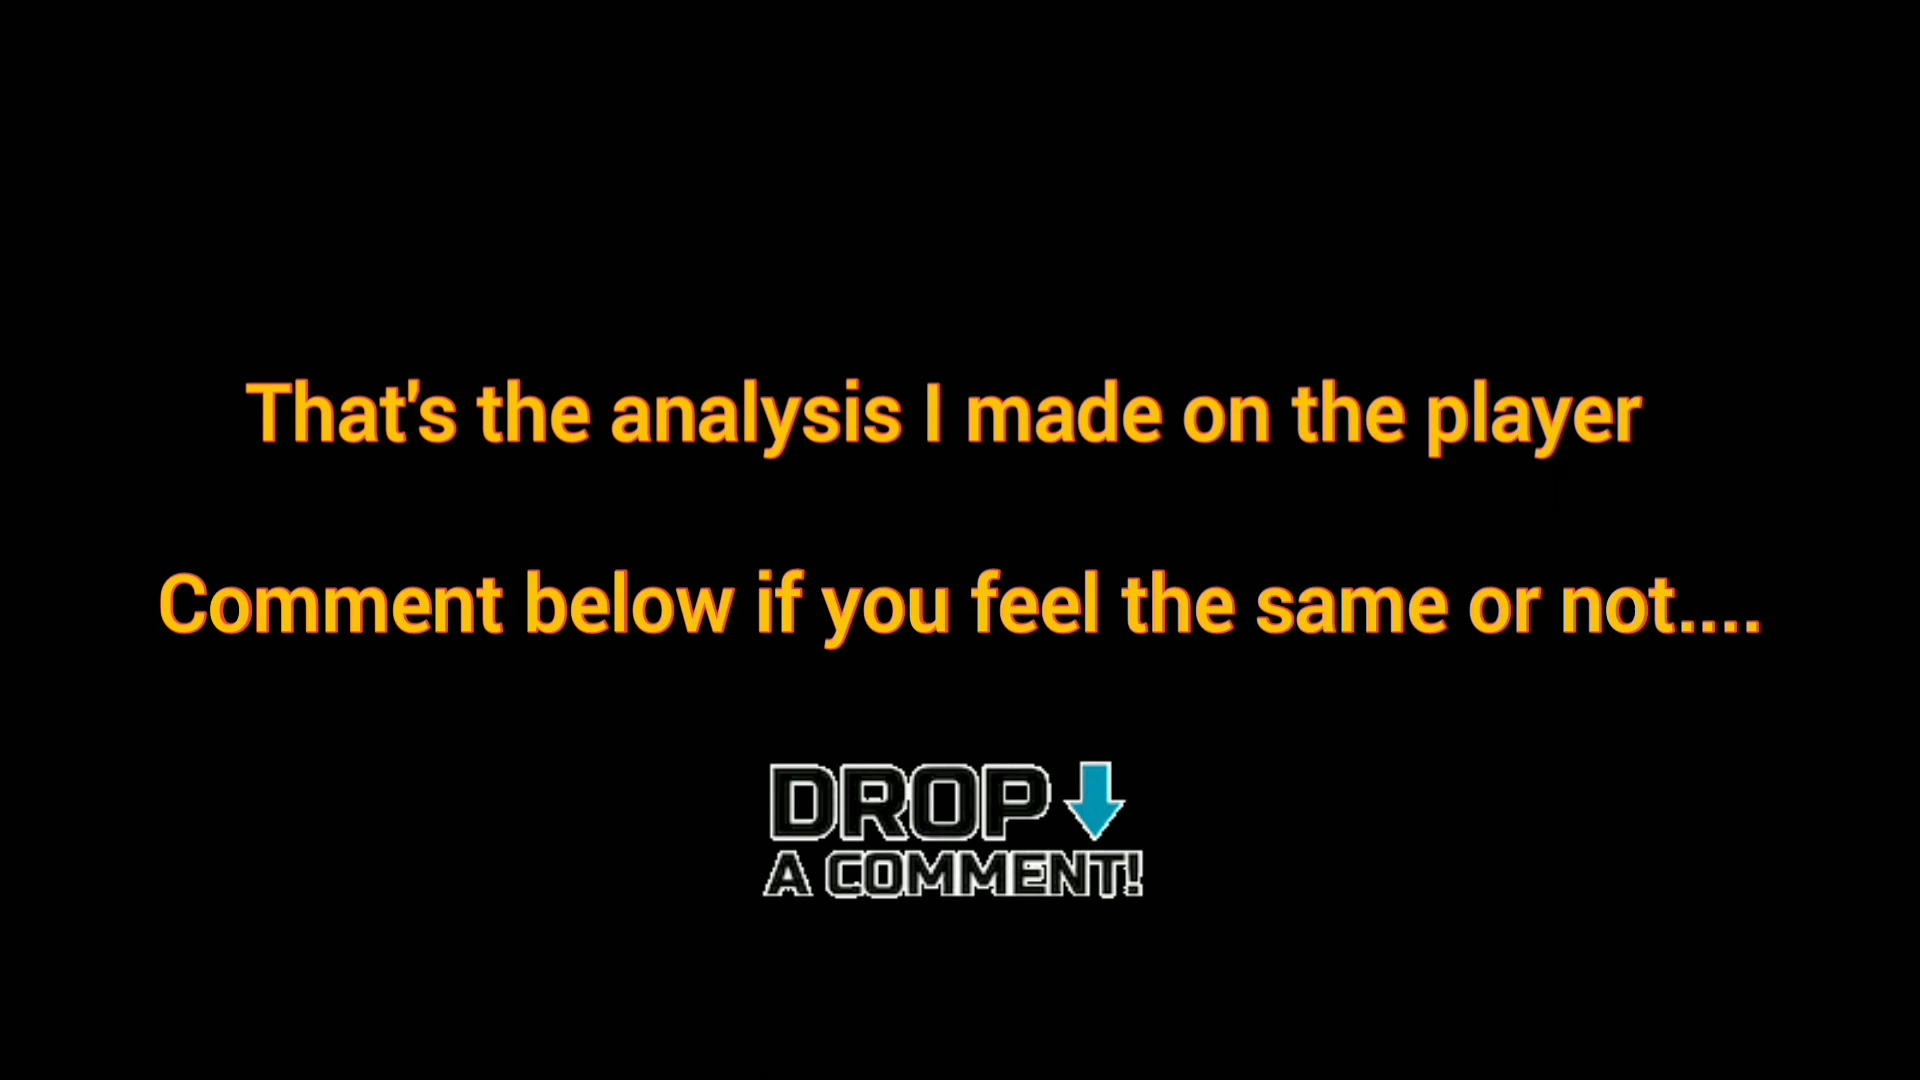 That's the analysis I made on the player
Comment below if you feel the same or not....
DROP
A COMMENT!